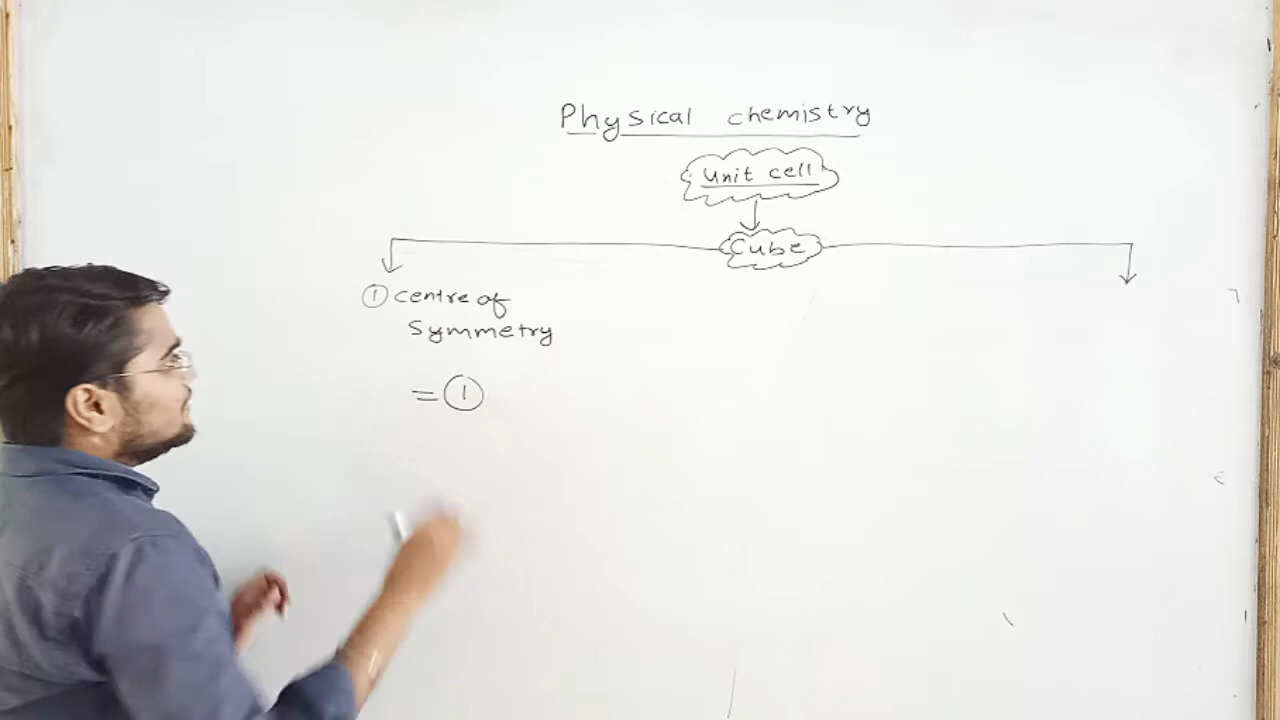 Physical chemistry
unit cell
Cube
① centre of
Symmetry
= ①